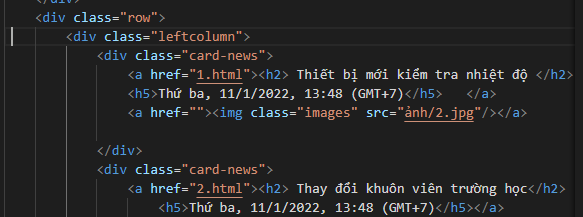 </div>
<div class="row">
<div class="leftcolumn">
<div class="card-news">
<a href="1.html"><h2> Thiết bị mới kiểm tra nhiệt độ </h2>
<h5>Thứ ba, 11/1/2022, 13:48 (GMT+7)</h5>   </a>
<a href=""><img class="images" src="ảnh/2.jpg"/></a>
</div>
<div class="card-news">
<a href="2.html"><h2> Thay đổi khuôn viên trường học</h2>
<h5>Thứ ba, 11/1/2022, 13:48 (GMT+7)</h5></a>